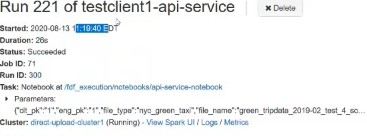 Run 221 of testclient1-api-service
× Delete
Started: 2020-08-13 11:19:40 EDT
Duration: 26s
Status: Succeeded
Job ID: 71
Run ID: 300
Task: Notebook at /fdf_execution/notebooks/api-service-notebook
Parameters:
{"clt_pk":"1","eng_pk":"1","file_type":"nyc_green_taxi","file_name":"green_tripdata_2019-02_test_4_sc...
Cluster: direct-upload-cluster1 (Running) - View Spark UI / Logs / Metrics